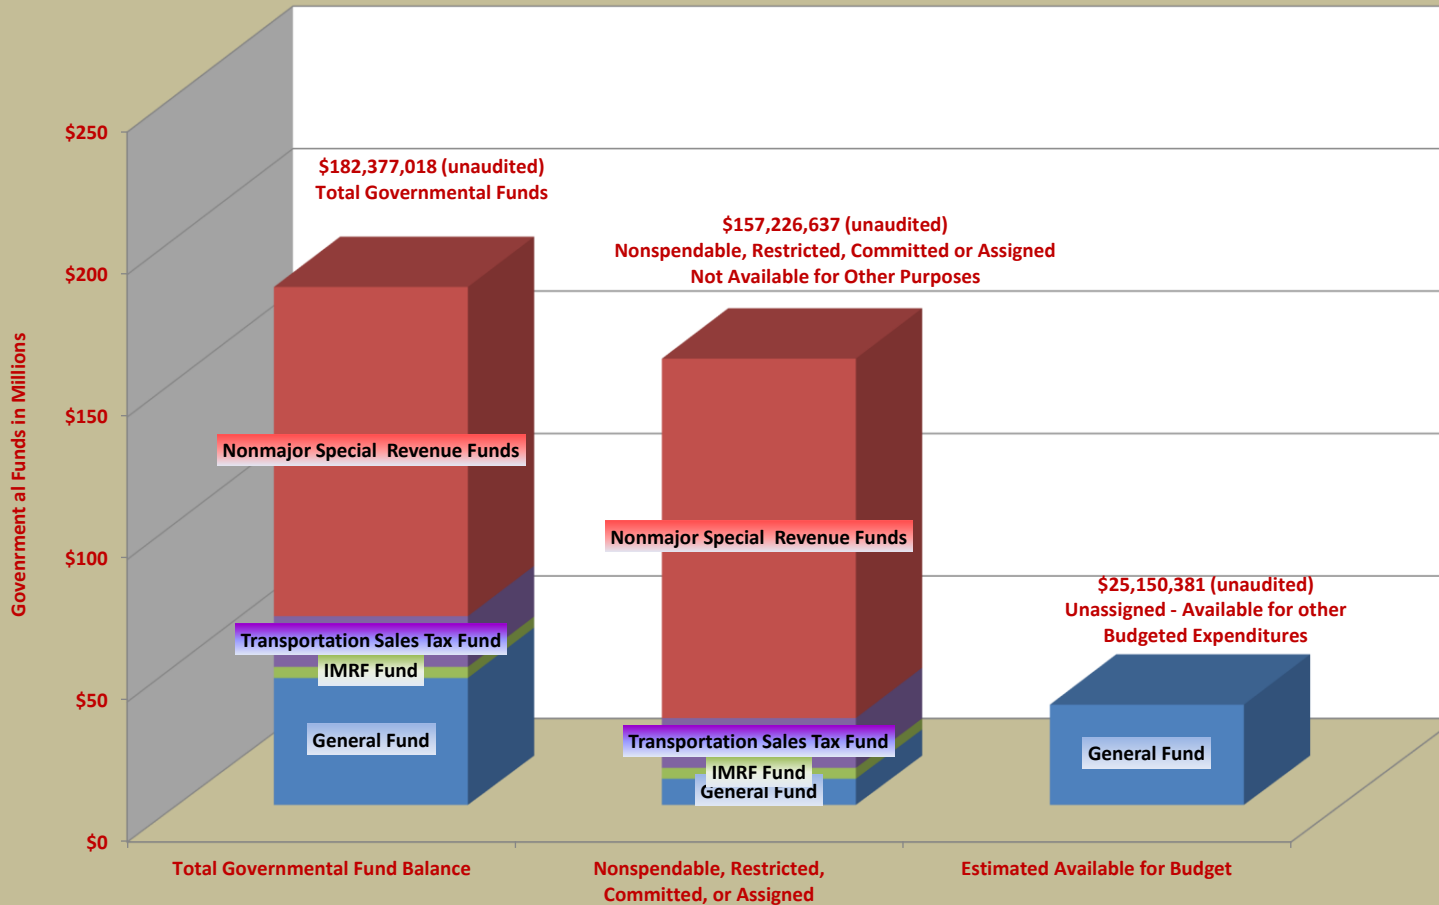 $250
$200
$150
$100
$50
$0
Governmental Funds in Millions
$182,377,018 (unaudited)
Total Governmental Funds
$157,226,637 (unaudited)
Nonspendable, Restricted, Committed or Assigned
Not Available for Other Purposes
$25,150,381 (unaudited)
Unassigned - Available for other
Budgeted Expenditures
Nonmajor Special  Revenue Funds
Transportation Sales Tax Fund
IMRF Fund
General Fund
Nonmajor Special  Revenue Funds
Transportation Sales Tax Fund
IMRF Fund
General Fund
General Fund
Total Governmental Fund Balance
Nonspendable, Restricted,
Committed, or Assigned
Estimated Available for Budget